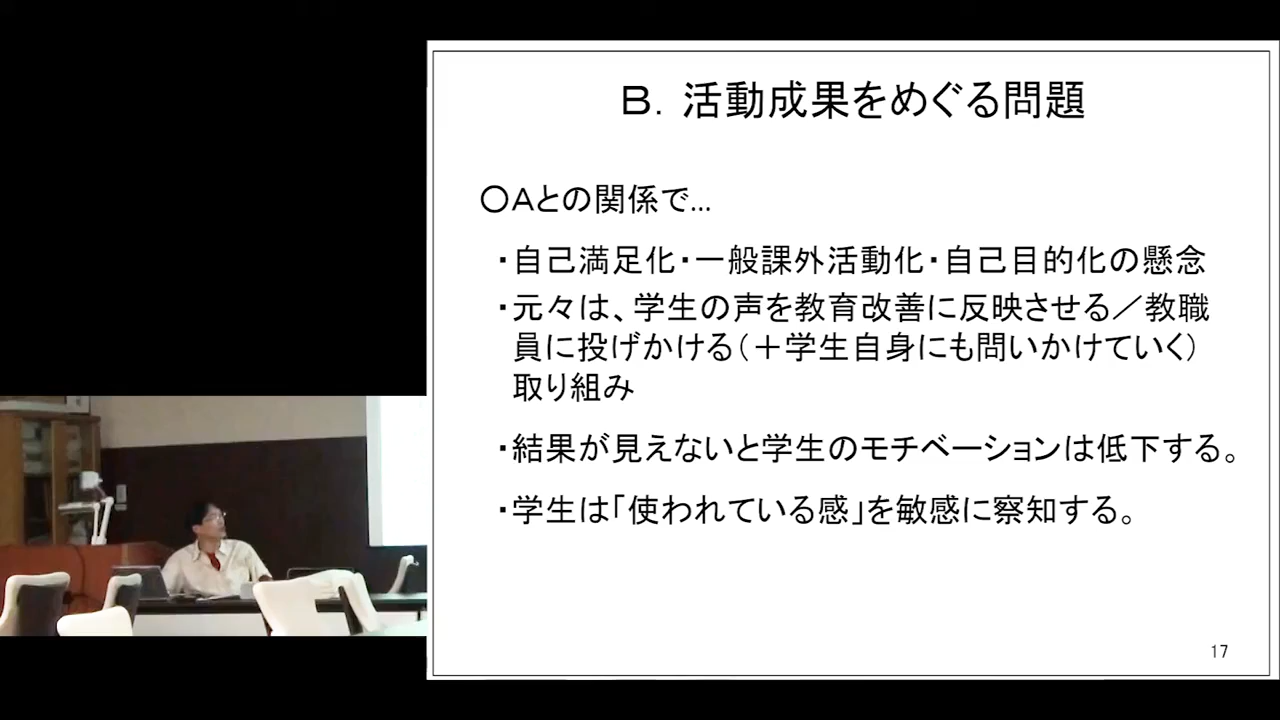 B．活動成果をめぐる問題
○Aとの関係で…
・自己満足化・一般課外活動化・自己目的化の懸念
・元々は、学生の声を教育改善に反映させる／教職
員に投げかける（＋学生自身にも問いかけていく）
取り組み
・結果が見えないと学生のモチベーションは低下する。
・学生は「使われている感」を敏感に察知する。
17